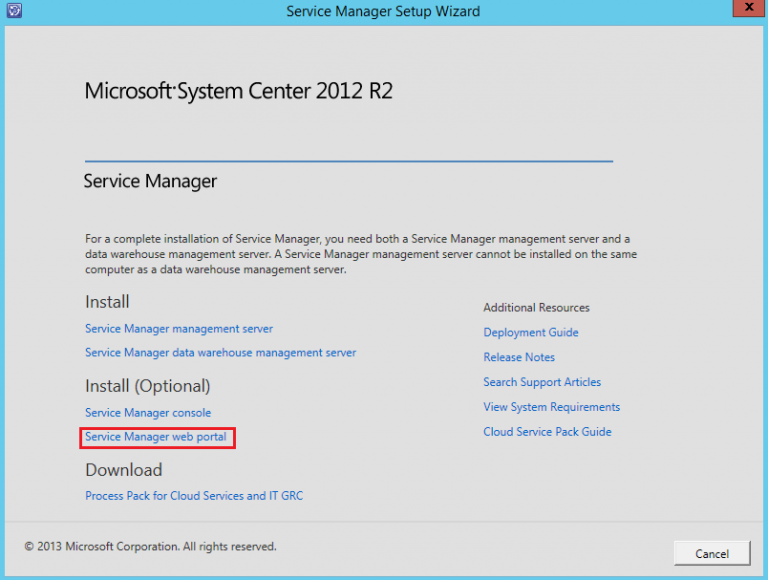 Service Manager Setup Wizard
x
Microsoft System Center 2012 R2
Service Manager
For a complete installation of Service Manager, you need both a Service Manager management server and a
data warehouse management server. A Service Manager management server cannot be installed on the same
computer as a data warehouse management server.
Install
Service Manager management server
Service Manager data warehouse management server
Install (Optional)
Service Manager console
Service Manager web portal
Download
Process Pack for Cloud Services and IT GRC
Additional Resources
Deployment Guide
Release Notes
Search Support Articles
View System Requirements
Cloud Service Pack Guide
© 2013 Microsoft Corporation. All rights reserved.
Cancel